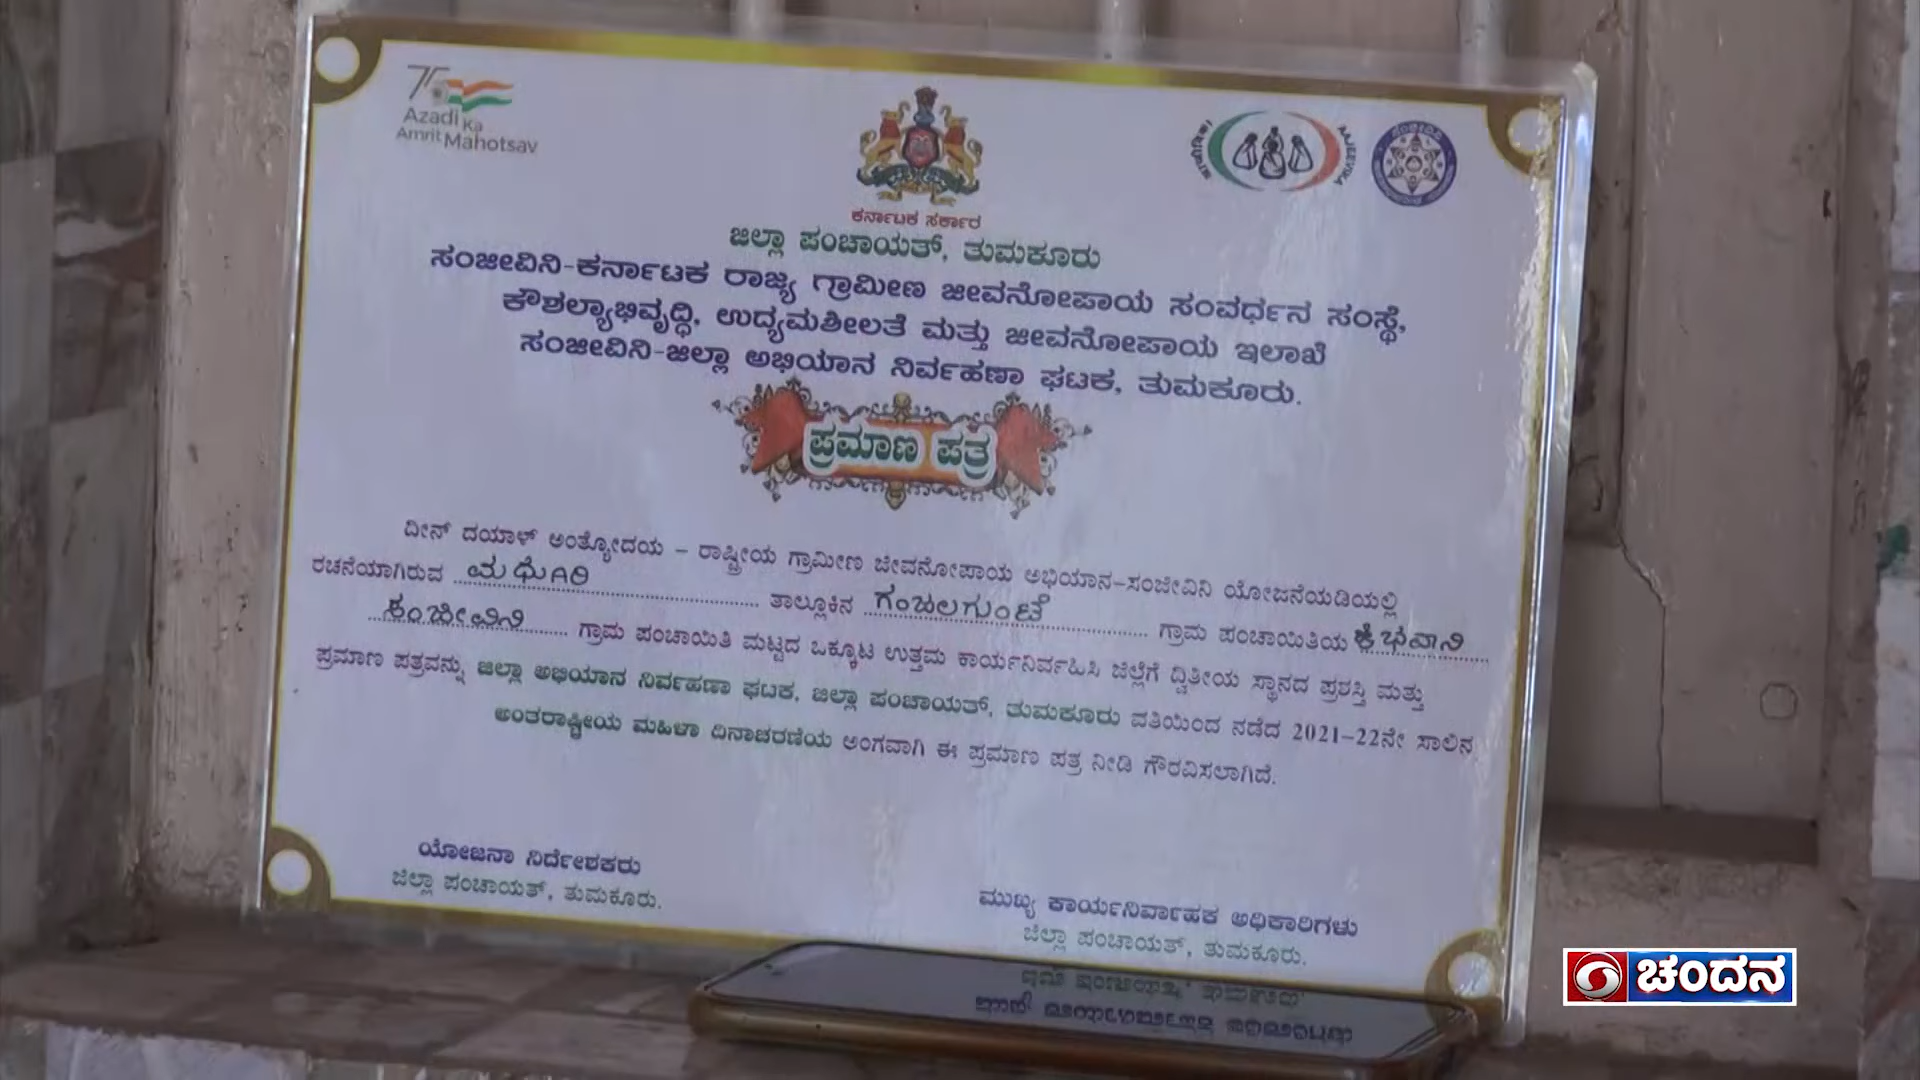 75
Azadi Ka
Amrit Mahotsav
AAJEEVIKA
ಕರ್ನಾಟಕ ಸರ್ಕಾರ
ಜಿಲ್ಲಾ ಪಂಚಾಯತ್, ತುಮಕೂರು
ಸಂಜೀವಿನಿ-ಕರ್ನಾಟಕ ರಾಜ್ಯ ಗ್ರಾಮೀಣ ಜೀವನೋಪಾಯ ಸಂವರ್ಧನ ಸಂಸ್ಥೆ,
ಕೌಶಲ್ಯಾಭಿವೃದ್ಧಿ, ಉದ್ಯಮಶೀಲತೆ ಮತ್ತು ಜೀವನೋಪಾಯ ಇಲಾಖೆ
ಸಂಜೀವಿನಿ-ಜಿಲ್ಲಾ ಅಭಿಯಾನ ನಿರ್ವಹಣಾ ಘಟಕ, ತುಮಕೂರು.
ಪ್ರಮಾಣ ಪತ್ರ
ದೀನ್ ದಯಾಳ್ ಅಂತ್ಯೋದಯ – ರಾಷ್ಟ್ರೀಯ ಗ್ರಾಮೀಣ ಜೀವನೋಪಾಯ ಅಭಿಯಾನ-ಸಂಜೀವಿನಿ ಯೋಜನೆಯಡಿಯಲ್ಲಿ
ರಚನೆಯಾಗಿರುವ ಮಧುಗಿರಿ ತಾಲ್ಲೂಕಿನ ಗಂಜಲಗುಂಟೆ ಗ್ರಾಮ ಪಂಚಾಯಿತಿಯ
ಸಂಜೀವಿನಿ ಗ್ರಾಮ ಪಂಚಾಯಿತಿ ಮಟ್ಟದ ಒಕ್ಕೂಟ ಉತ್ತಮ ಕಾರ್ಯನಿರ್ವಹಿಸಿ ಜಿಲ್ಲೆಗೆ ದ್ವಿತೀಯ ಸ್ಥಾನದ ಪ್ರಶಸ್ತಿ ಮತ್ತು
ಪ್ರಮಾಣ ಪತ್ರವನ್ನು ಜಿಲ್ಲಾ ಅಭಿಯಾನ ನಿರ್ವಹಣಾ ಘಟಕ, ಜಿಲ್ಲಾ ಪಂಚಾಯತ್, ತುಮಕೂರು ವತಿಯಿಂದ ನಡೆದ 2021-22ನೇ ಸಾಲಿನ
ಅಂತರಾಷ್ಟ್ರೀಯ ಮಹಿಳಾ ದಿನಾಚರಣೆಯ ಅಂಗವಾಗಿ ಈ ಪ್ರಮಾಣ ಪತ್ರ ನೀಡಿ ಗೌರವಿಸಲಾಗಿದೆ.
ಯೋಜನಾ ನಿರ್ದೇಶಕರು
ಜಿಲ್ಲಾ ಪಂಚಾಯತ್, ತುಮಕೂರು.
ಮುಖ್ಯ ಕಾರ್ಯನಿರ್ವಾಹಕ ಅಧಿಕಾರಿಗಳು
ಜಿಲ್ಲಾ ಪಂಚಾಯತ್, ತುಮಕೂರು.
ಚಂದನ